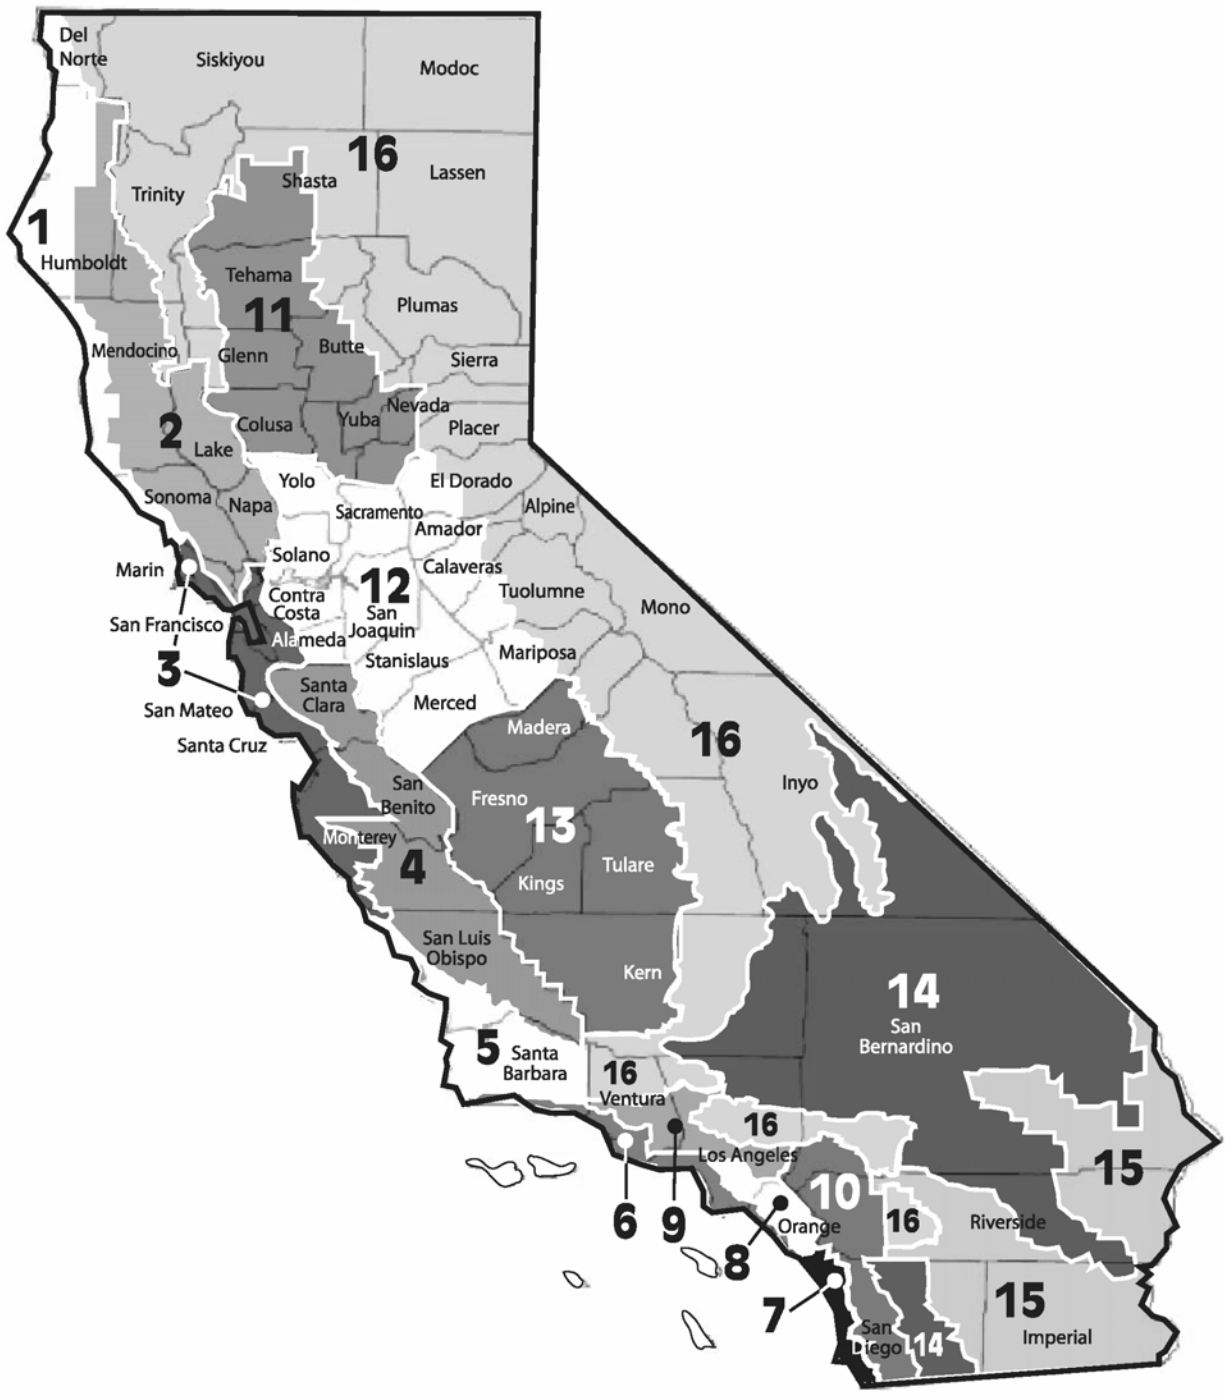 Del
Norte
Siskiyou
Modoc
16
Shasta
Lassen
Trinity
1
Humboldt
Tehama
11
Plumas
Mendocino
Glenn
Butte
Sierra
2
Lake
Colusa
Yuba
Nevada
Placer
Sonoma
Napa
Yolo
Sacramento
El Dorado
Alpine
Amador
Marin
Solano
Calaveras
12
Contra
Costa
San
Joaquin
Tuolumne
Mono
San Francisco
Alameda
3
Stanislaus
Mariposa
Santa
Clara
Merced
San Mateo
Santa Cruz
Madera
16
Inyo
San
Benito
Fresno
13
Monterey
4
Kings
Tulare
San Luis
Obispo
Kern
14
San
Bernardino
5
Santa
Barbara
16
Ventura
16
Los Angeles
15
10
6
9
8
Orange
16
Riverside
7
San
Diego
14
15
Imperial